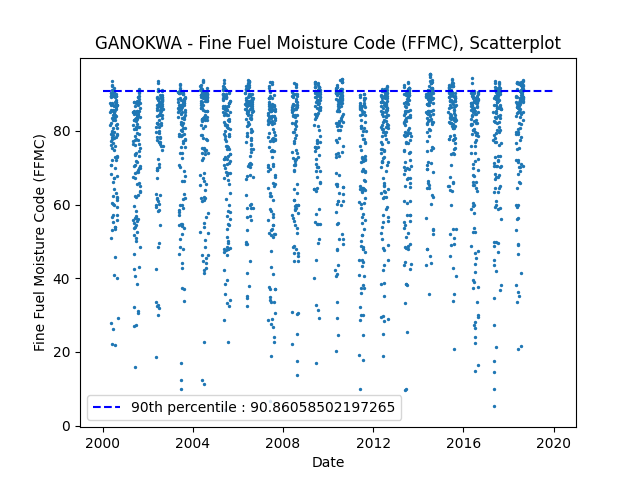 GANOKWA - Fine Fuel Moisture Code (FFMC), Scatterplot
Fine Fuel Moisture Code (FFMC)
80
60
40
20
0
90th percentile : 90.86058502197265
2000 2004 2008 2012 2016 2020
Date